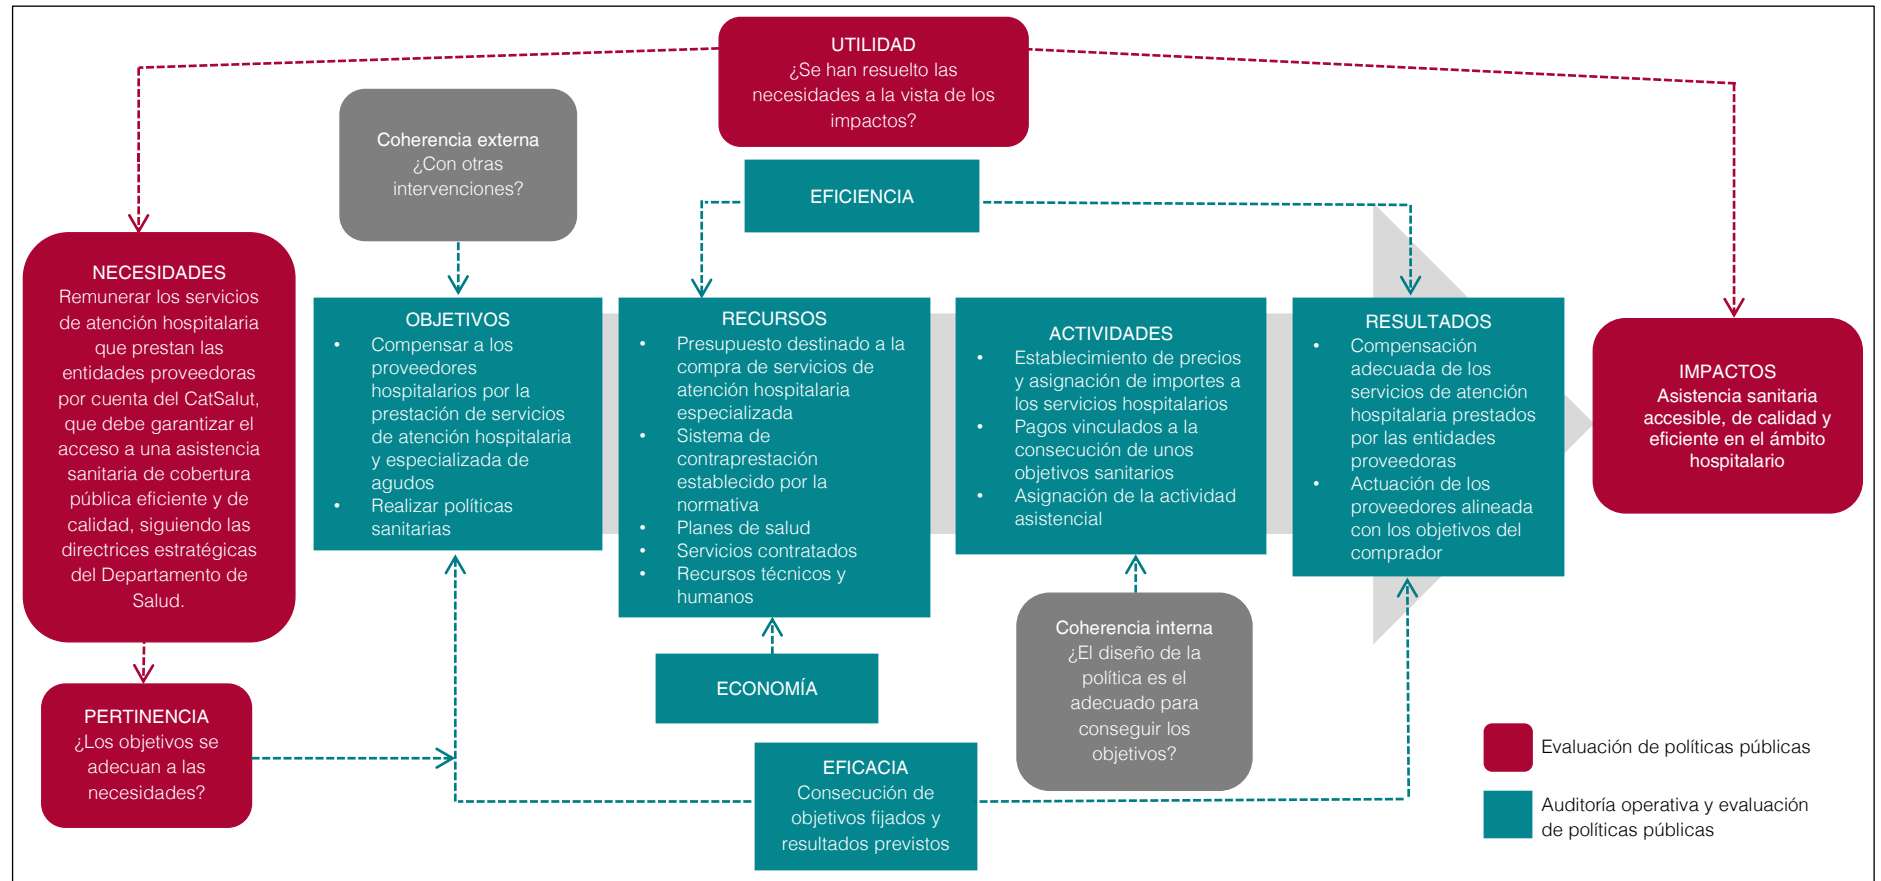 UTILIDAD
¿Se han resuelto las
necesidades a la vista de los
impactos?
Coherencia externa
¿Con otras
intervenciones?
EFICIENCIA
NECESIDADES
Remunerar los servicios
de atención hospitalaria
que prestan las
entidades proveedoras
por cuenta del CatSalut,
que debe garantizar el
acceso a una asistencia
sanitaria de cobertura
pública eficiente y de
calidad, siguiendo las
directrices estratégicas
del Departamento de
Salud.
OBJETIVOS
• Compensar a los
proveedores
hospitalarios por la
prestación de servicios
de atención hospitalaria
y especializada de
agudos
• Realizar políticas
sanitarias
RECURSOS
• Presupuesto destinado a la
compra de servicios de
atención hospitalaria
especializada
• Sistema de
contraprestación
establecido por la
normativa
• Planes de salud
• Servicios contratados
• Recursos técnicos y
humanos
ACTIVIDADES
• Establecimiento de precios
y asignación de importes a
los servicios hospitalarios
• Pagos vinculados a la
consecución de unos
objetivos sanitarios
• Asignación de la actividad
asistencial
RESULTADOS
• Compensación
adecuada de los
servicios de atención
hospitalaria prestados
por las entidades
proveedoras
• Actuación de los
proveedores alineada
con los objetivos del
comprador
IMPACTOS
Asistencia sanitaria
accesible, de calidad y
eficiente en el ámbito
hospitalario
PERTINENCIA
¿Los objetivos se
adecuan a las
necesidades?
ECONOMÍA
Coherencia interna
¿El diseño de la
política es el
adecuado para
conseguir los
objetivos?
EFICACIA
Consecución de
objetivos fijados y
resultados previstos
Evaluación de políticas públicas
Auditoría operativa y evaluación
de políticas públicas